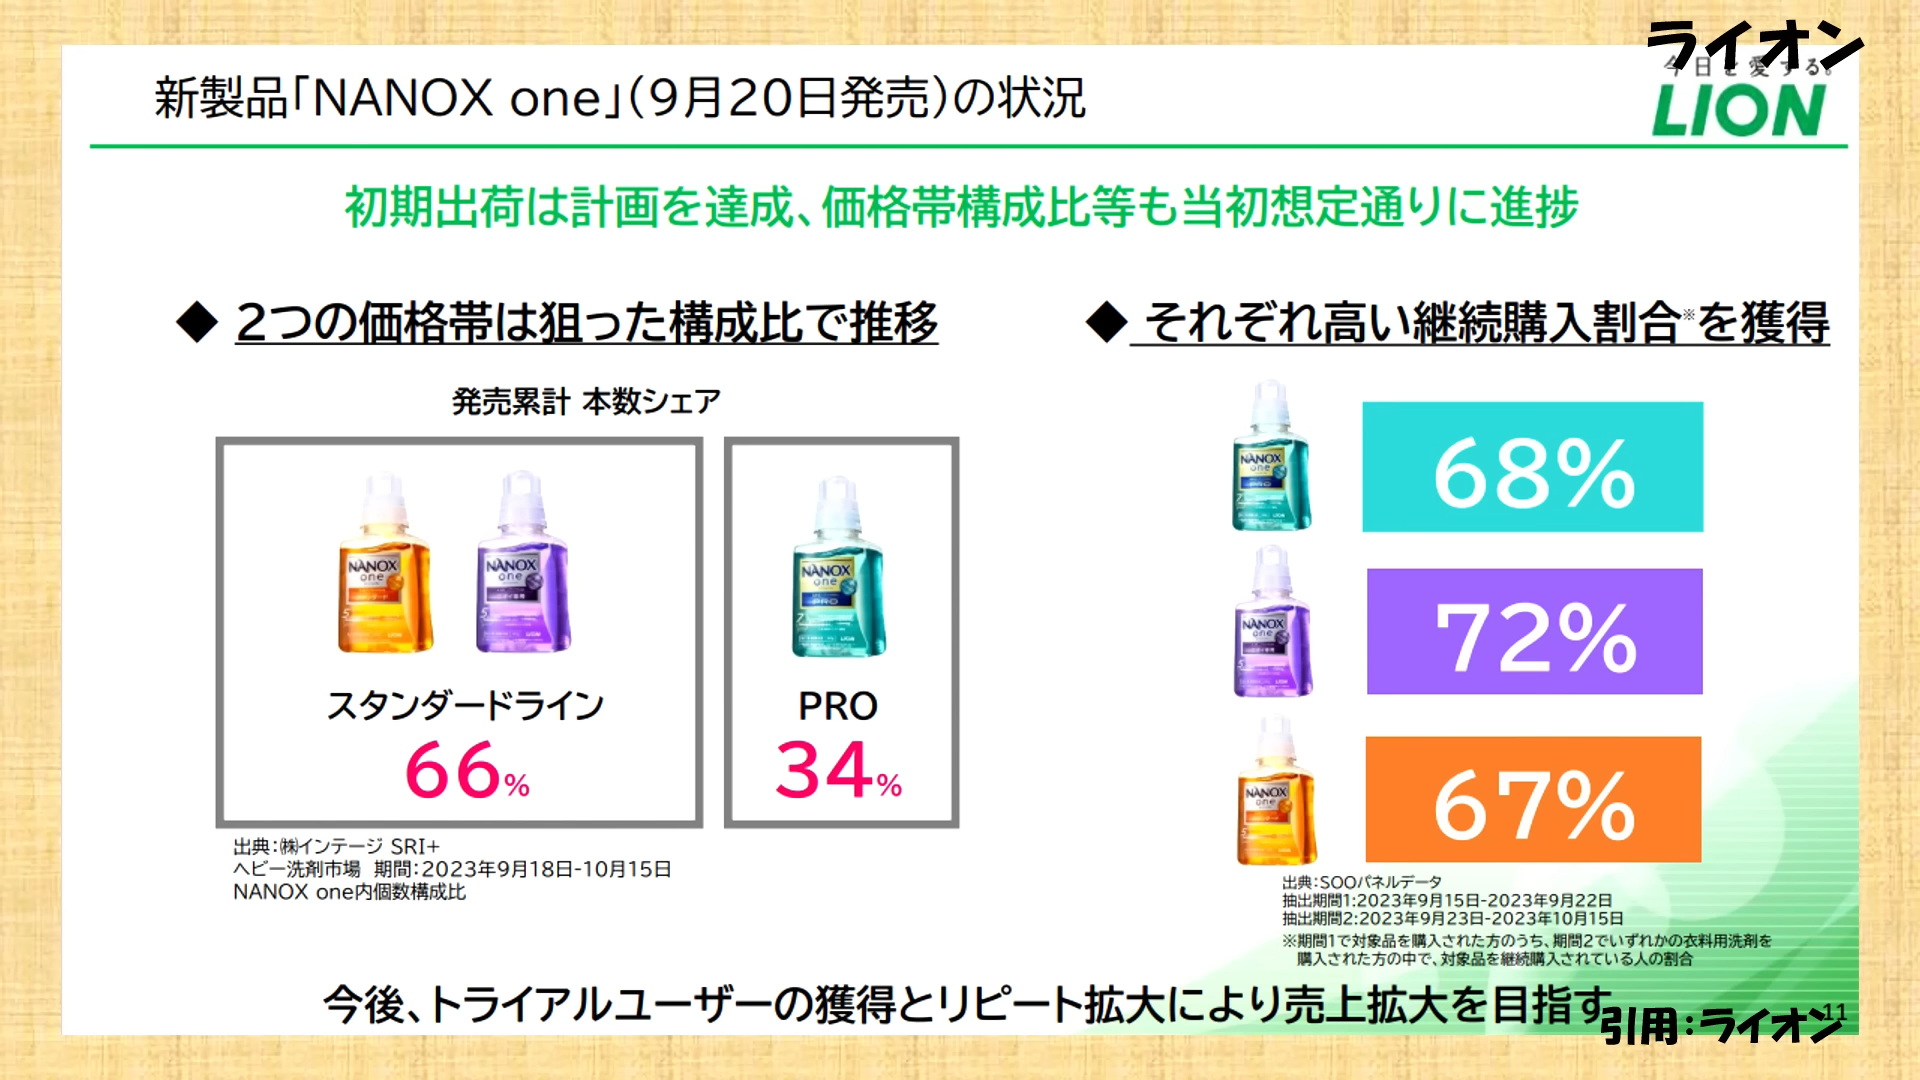 ライオン
今日を愛する。
LION
新製品「NANOX one」(9月20日発売)の状況
初期出荷は計画を達成、価格帯構成比等も当初想定通りに進捗
◆ 2つの価格帯は狙った構成比で推移
発売累計 本数シェア
NANOX one
NANOX one
NANOX one PRO
スタンダードライン
66%
PRO
34%
出典：㈱インテージ SRI+
ヘビー洗剤市場 期間：2023年9月18日-10月15日
NANOX one内個数構成比
◆ それぞれ高い継続購入割合※を獲得
NANOX one PRO
68%
NANOX one
72%
NANOX one
67%
出典：SOOパネルデータ
抽出期間1:2023年9月15日-2023年9月22日
抽出期間2:2023年9月23日-2023年10月15日
※期間1で対象品を購入された方のうち、期間2でいずれかの衣料用洗剤を
購入された方の中で、対象品を継続購入されている人の割合
今後、トライアルユーザーの獲得とリピート拡大により売上拡大を目指す
11
引用：ライオン